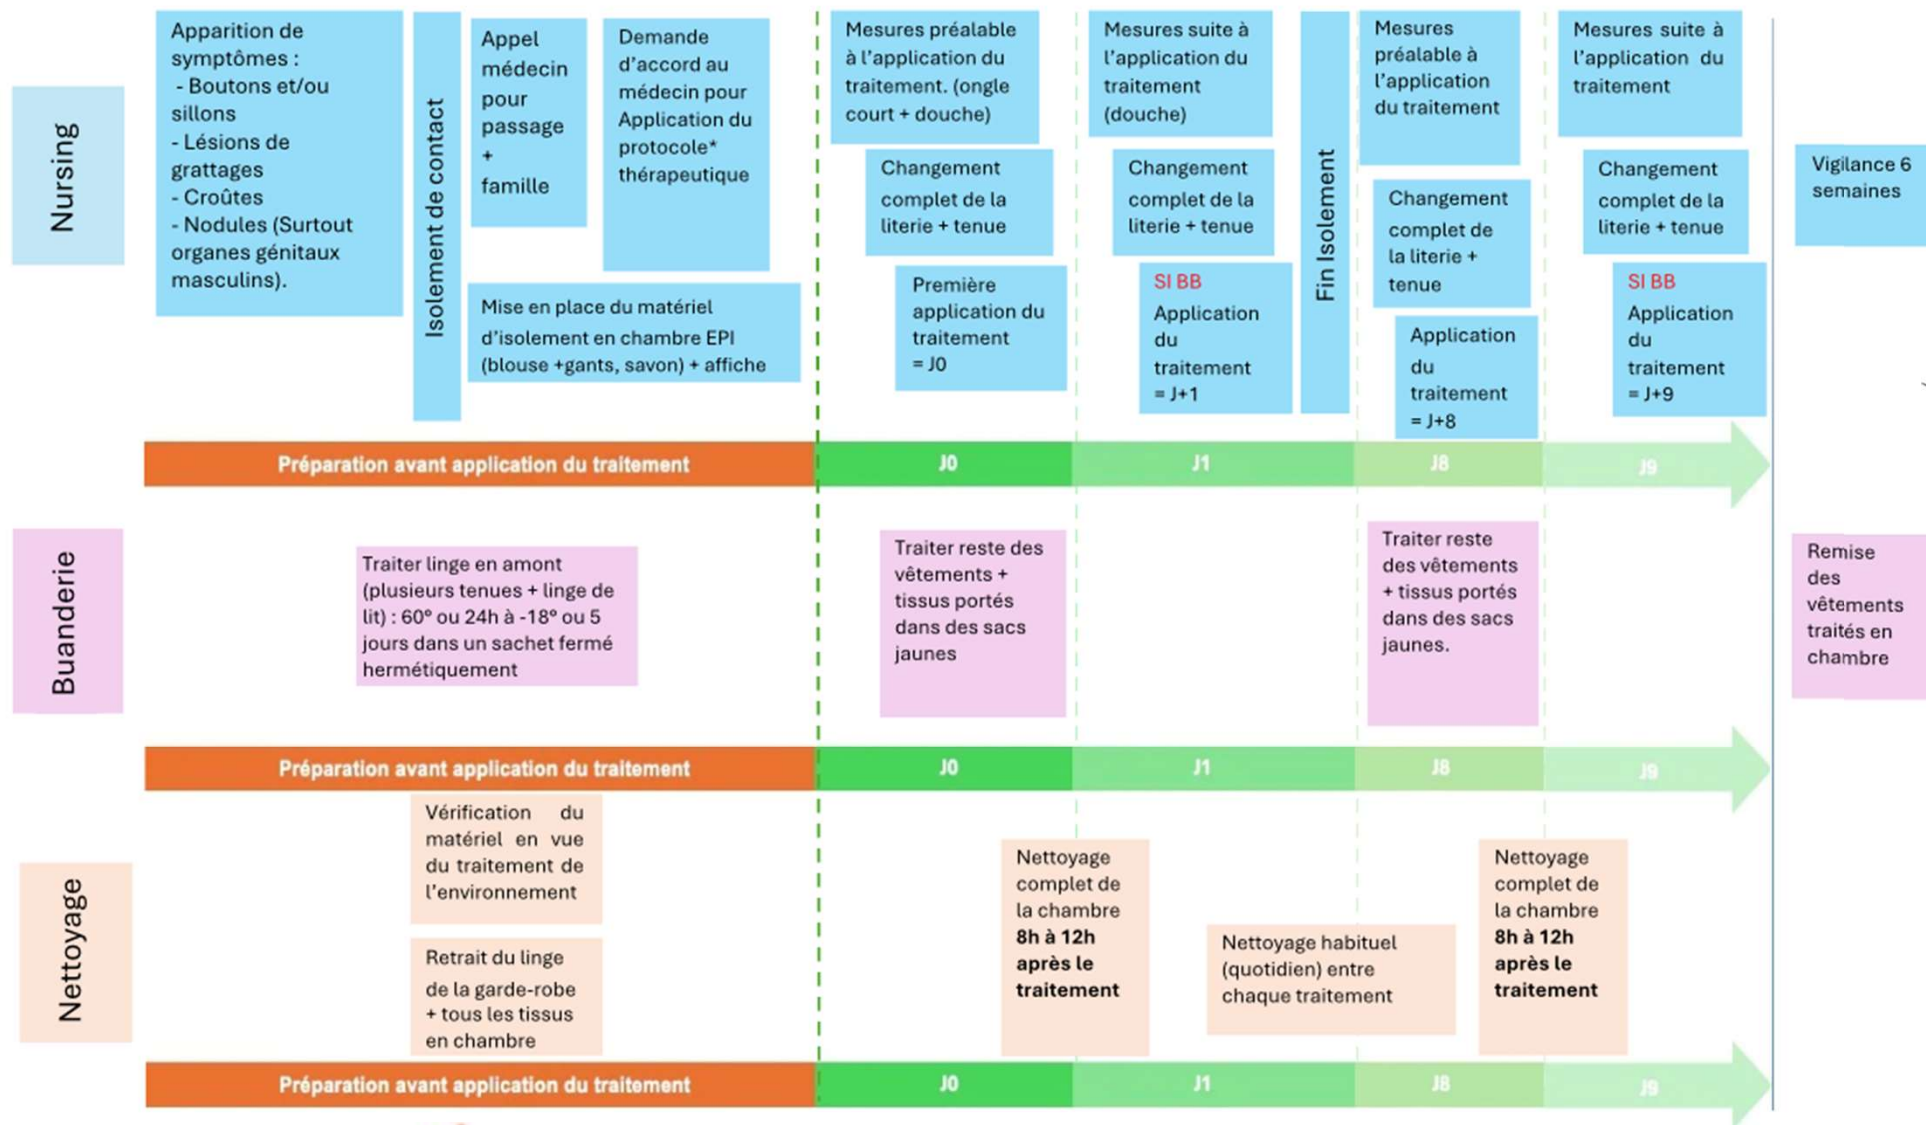 Nursing
Apparition de
symptômes :
- Boutons et/ou
sillons
- Lésions de
grattages
- Croûtes
- Nodules (Surtout
organes génitaux
masculins).
Isolement de contact
Appel
médecin
pour
passage
+
famille
Demande
d'accord au
médecin pour
Application du
protocole*
thérapeutique
Mise en place du matériel
d'isolement en chambre EPI
(blouse +gants, savon) + affiche
Mesures préalable
à l'application du
traitement. (ongle
court + douche)
Changement
complet de la
literie + tenue
Première
application du
traitement
= J0
Mesures suite à
l'application du
traitement
(douche)
Changement
complet de la
literie + tenue
SI BB
Application
du
traitement
= J+1
Fin Isolement
Mesures
préalable à
l'application
du traitement
Changement
complet de
la literie +
tenue
Application
du
traitement
= J+8
Mesures suite à
l'application du
traitement
Changement
complet de la
literie + tenue
SI BB
Application
du
traitement
= J+9
Vigilance 6
semaines
Préparation avant application du traitement
J0
J1
J8
J9
Buanderie
Traiter linge en amont
(plusieurs tenues + linge de
lit) : 60° ou 24h à -18° ou 5
jours dans un sachet fermé
hermétiquement
Traiter reste des
vêtements +
tissus portés
dans des sacs
jaunes
Traiter reste
des vêtements
+ tissus portés
dans des sacs
jaunes.
Remise
des
vêtements
traités en
chambre
Préparation avant application du traitement
J0
J1
J8
J9
Nettoyage
Vérification du
matériel en vue
du traitement de
l'environnement
Retrait du linge
de la garde-robe
+ tous les tissus
en chambre
Nettoyage
complet de
la chambre
8h à 12h
après le
traitement
Nettoyage habituel
(quotidien) entre
chaque traitement
Nettoyage
complet de
la chambre
8h à 12h
après le
traitement
Préparation avant application du traitement
J0
J1
J8
J9